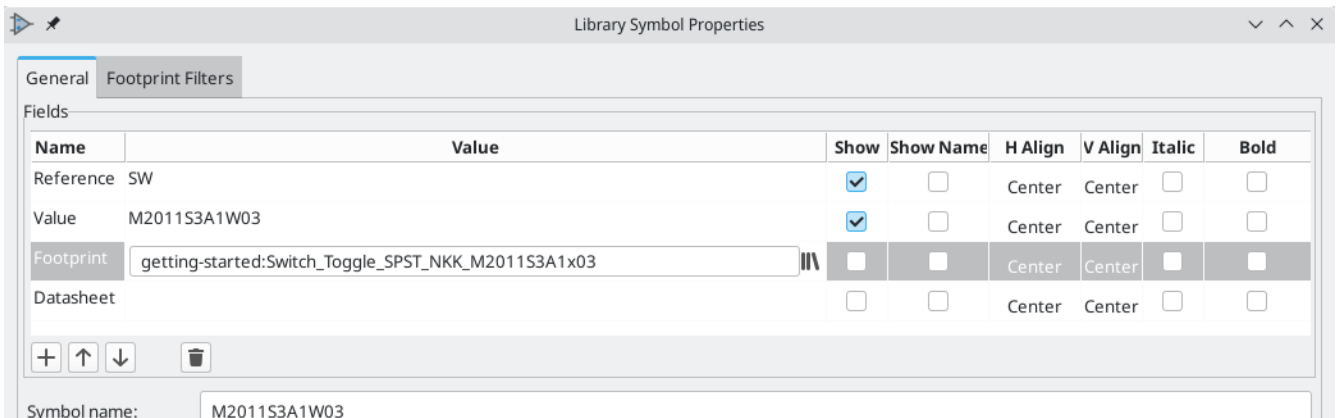 Library Symbol Properties
General Footprint Filters
Fields
Name Value Show Show Name H Align V Align Italic Bold
Reference SW Center Center
Value M2011S3A1W03 Center Center
Footprint getting-started:Switch_Toggle_SPST_NKK_M2011S3A1x03 Center Center
Datasheet Center Center
Symbol name: M2011S3A1W03